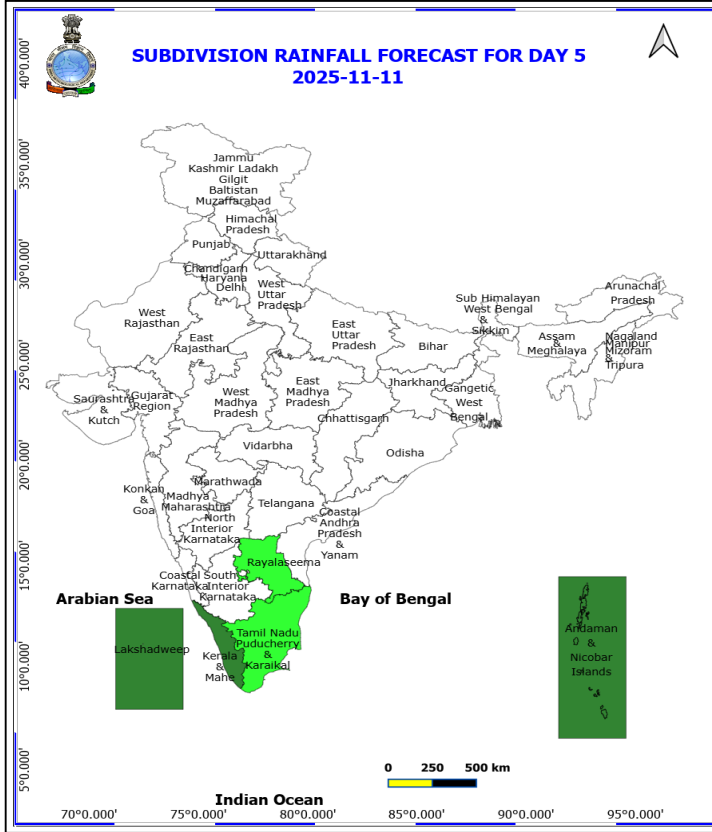 SUBDIVISION RAINFALL FORECAST FOR DAY 5
2025-11-11
40°0.000'
35°0.000'
30°0.000'
25°0.000'
20°0.000'
15°0.000'
10°0.000'
5°0.000'
Jammu
Kashmir Ladakh
Gilgit
Baltistan
Muzaffarabad
Himachal
Pradesh
Punjab
Uttarakhand
Chandigarh
Haryana
Delhi
West
Uttar
Pradesh
Arunachal
Pradesh
Sub Himalayan
West Bengal
&
Sikkim
West
Rajasthan
East
Rajasthan
East
Uttar
Pradesh
Bihar
Assam
&
Meghalaya
Nagaland
Manipur
Mizoram
&
Tripura
Saurashtra
&
Kutch
Gujarat
Region
West
Madhya
Pradesh
East
Madhya
Pradesh
Jharkhand
Gangetic
West
Bengal
Chhattisgarh
Vidarbha
Odisha
Konkan
&
Goa
Marathwada
Madhya
Maharashtra
North
Interior
Karnataka
Telangana
Coastal
Andhra
Pradesh
&
Yanam
Rayalaseema
Coastal
Karnataka
South
Interior
Karnataka
Arabian Sea
Bay of Bengal
Lakshadweep
Kerala
&
Mahe
Tamil Nadu
Puducherry
&
Karaikal
Andaman
&
Nicobar
Islands
0 250 500 km
Indian Ocean
70°0.000' 75°0.000' 80°0.000' 85°0.000' 90°0.000' 95°0.000'